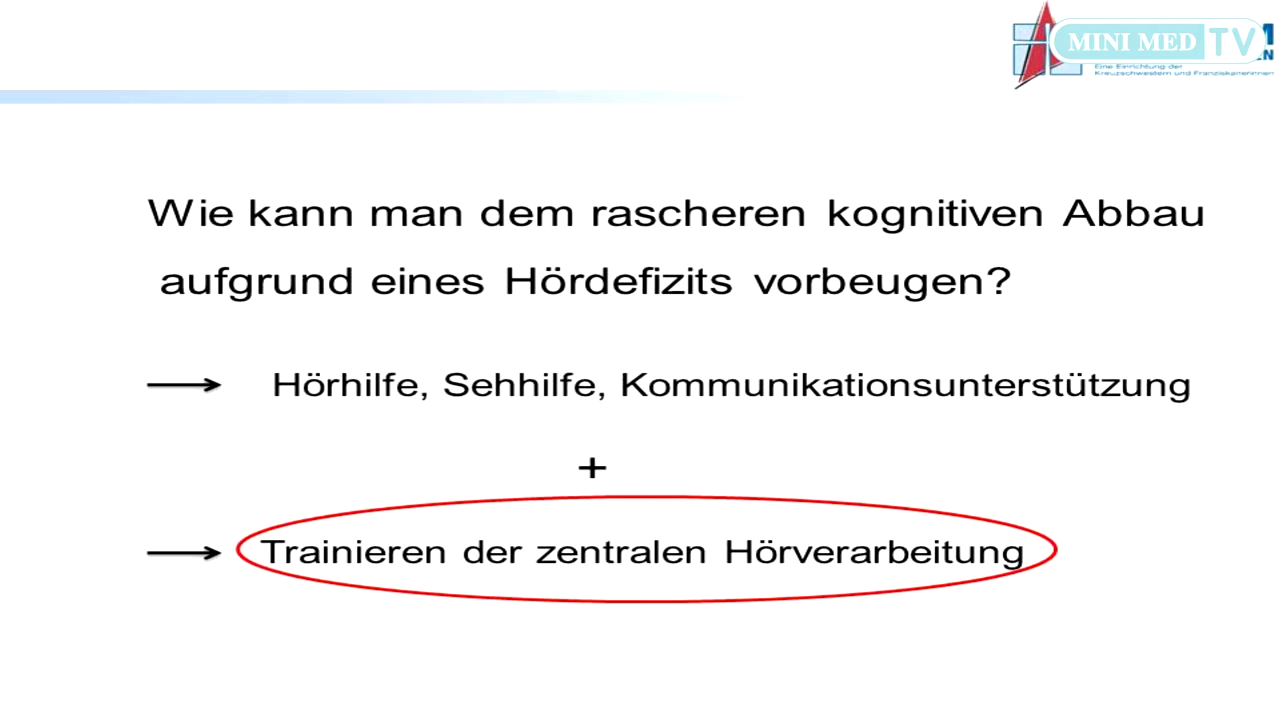 MINI MED TV
Eine Einrichtung der
Kreuzschwestern und Franziskanerinnen
Wie kann man dem rascheren kognitiven Abbau
aufgrund eines Hördefizits vorbeugen?
Hörhilfe, Sehhilfe, Kommunikationsunterstützung
+
Trainieren der zentralen Hörverarbeitung